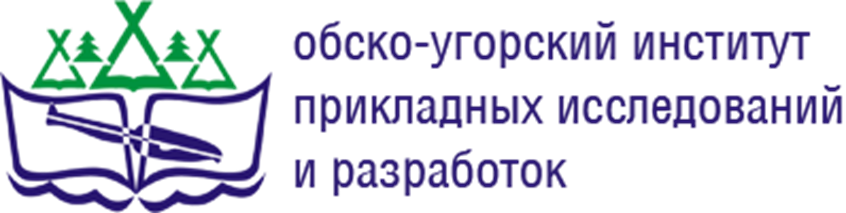 обско-угорский институт
прикладных исследований
и разработок